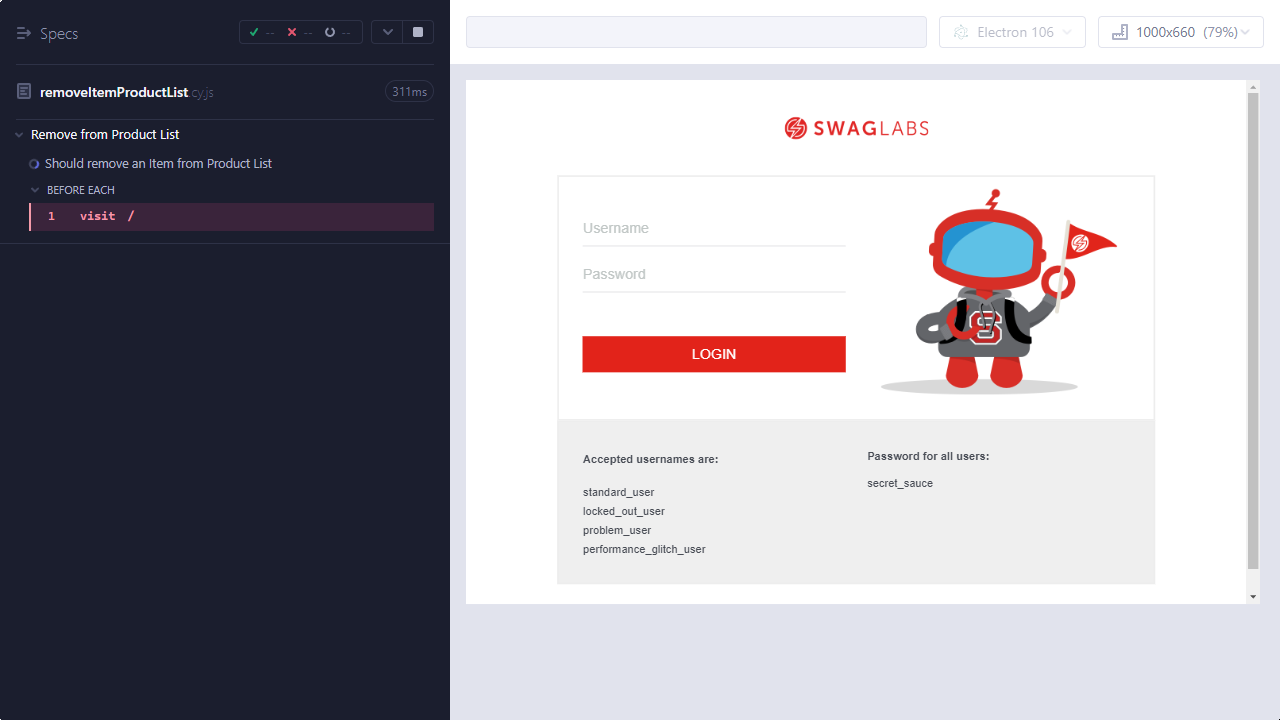 Specs
-- -- --
removeItemProductList.cy.js
311ms
Remove from Product List
Should remove an Item from Product List
BEFORE EACH
1 visit /
Electron 106
1000x660 (79%)
SWAGLABS
Username
Password
LOGIN
Accepted usernames are:
standard_user
locked_out_user
problem_user
performance_glitch_user
Password for all users:
secret_sauce
S